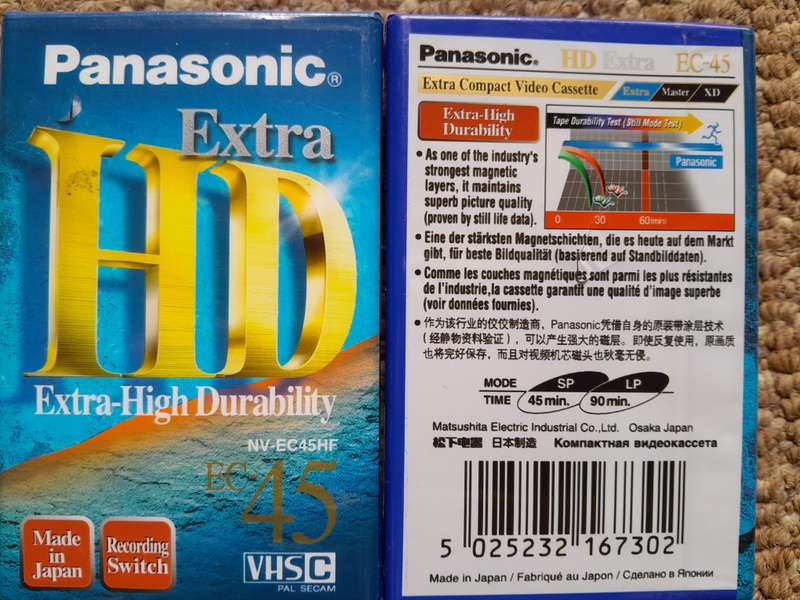 Panasonic®
Extra
HD
Extra-High Durability
NV-EC45HF
EC-45
Made
in
Japan
Recording
Switch
VHSC
PAL SECAM
Panasonic® HD Extra EC-45
Extra Compact Video Cassette Extra Master XD
Extra-High
Durability
• As one of the industry's
strongest magnetic
layers, it maintains
superb picture quality
(proven by still life data).
Tape Durability Test (Still Mode Test)
Panasonic
0 30 60(min)
• Eine der stärksten Magnetschichten, die es heute auf dem Markt
gibt, für beste Bildqualität (basierend auf Standbilddaten).
• Comme les couches magnétiques sont parmi les plus résistantes
de l'industrie,la cassette garantit une qualité d'image superbe
(voir données fournies).
• 作为该行业的仪仪制造商，Panasonic凭借自身的原装带涂层技术
（经静物资料验证），可以产生强大的磁层。即使反复使用，原画质
也将完好保存，而且对视频机芯磁头也秋毫无侵。
MODE SP LP
TIME 45 min. 90 min.
Matsushita Electric Industrial Co.,Ltd. Osaka Japan
松下电器 日本制造 Компактная видеокассета
5 025232 167302
Made in Japan / Fabriqué au Japon / Сделано в Японии